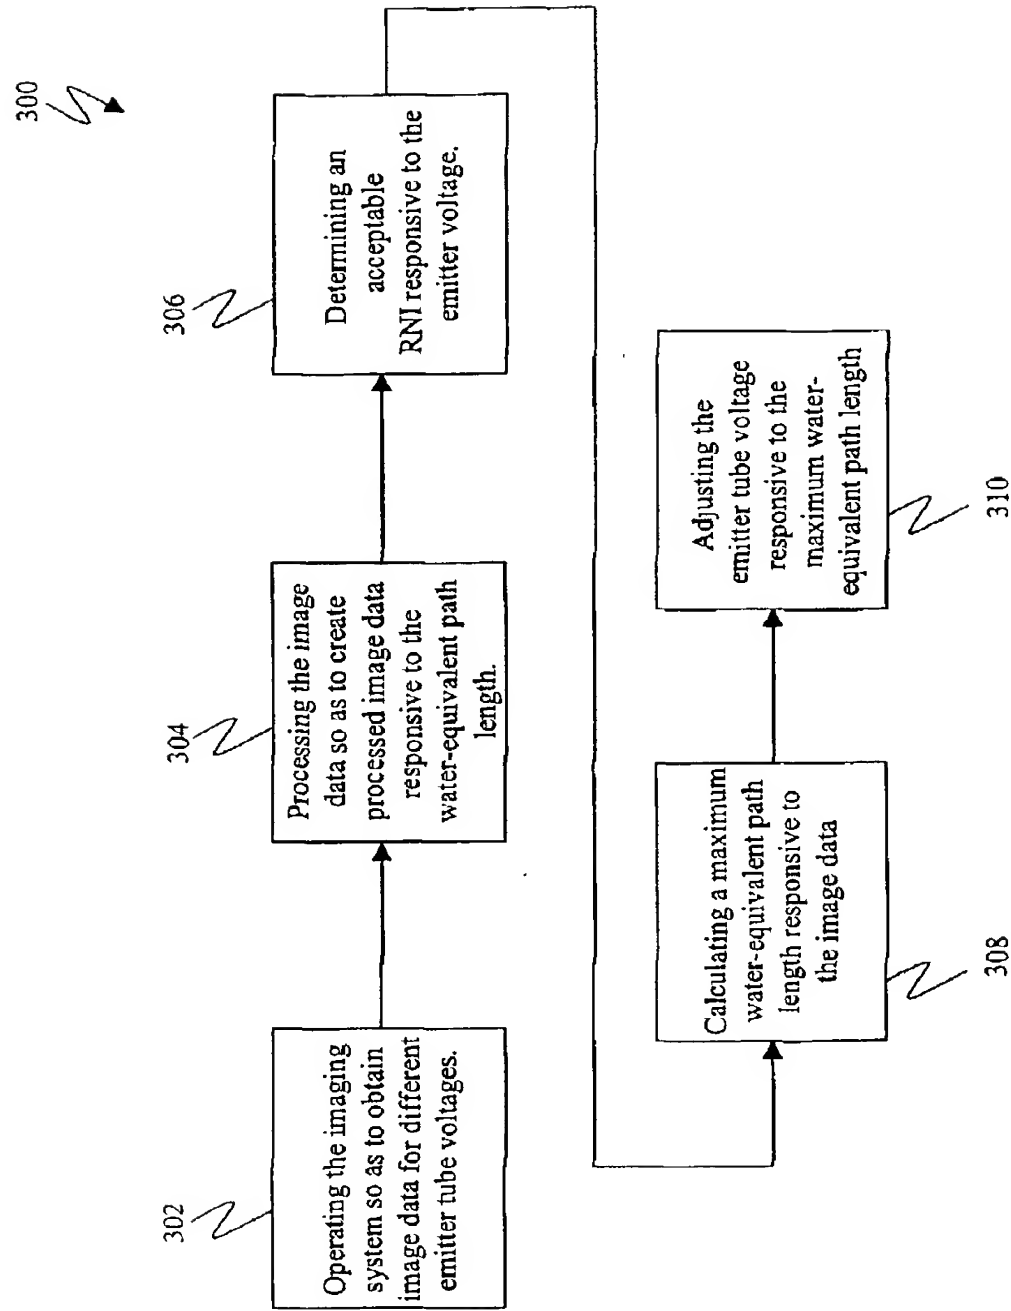 300
302
Operating the imaging
system so as to obtain
image data for different
emitter tube voltages.
304
Processing the image
data so as to create
processed image data
responsive to the
water-equivalent path
length.
306
Determining an
acceptable
RNI responsive to the
emitter voltage.
308
Calculating a maximum
water-equivalent path
length responsive to
the image data
310
Adjusting the
emitter tube voltage
responsive to the
maximum water-
equivalent path length